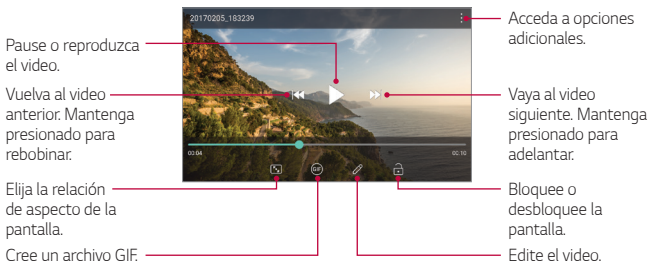 20170205_183239
Pause o reproduzca
el video.
Vuelva al video
anterior. Mantenga
presionado para
rebobinar.
Elija la relación
de aspecto de la
pantalla.
Cree un archivo GIF.
00:04
00:10
GIF
Acceda a opciones
adicionales.
Vaya al video
siguiente. Mantenga
presionado para
adelantar.
Bloquee o
desbloquee la
pantalla.
Edite el video.